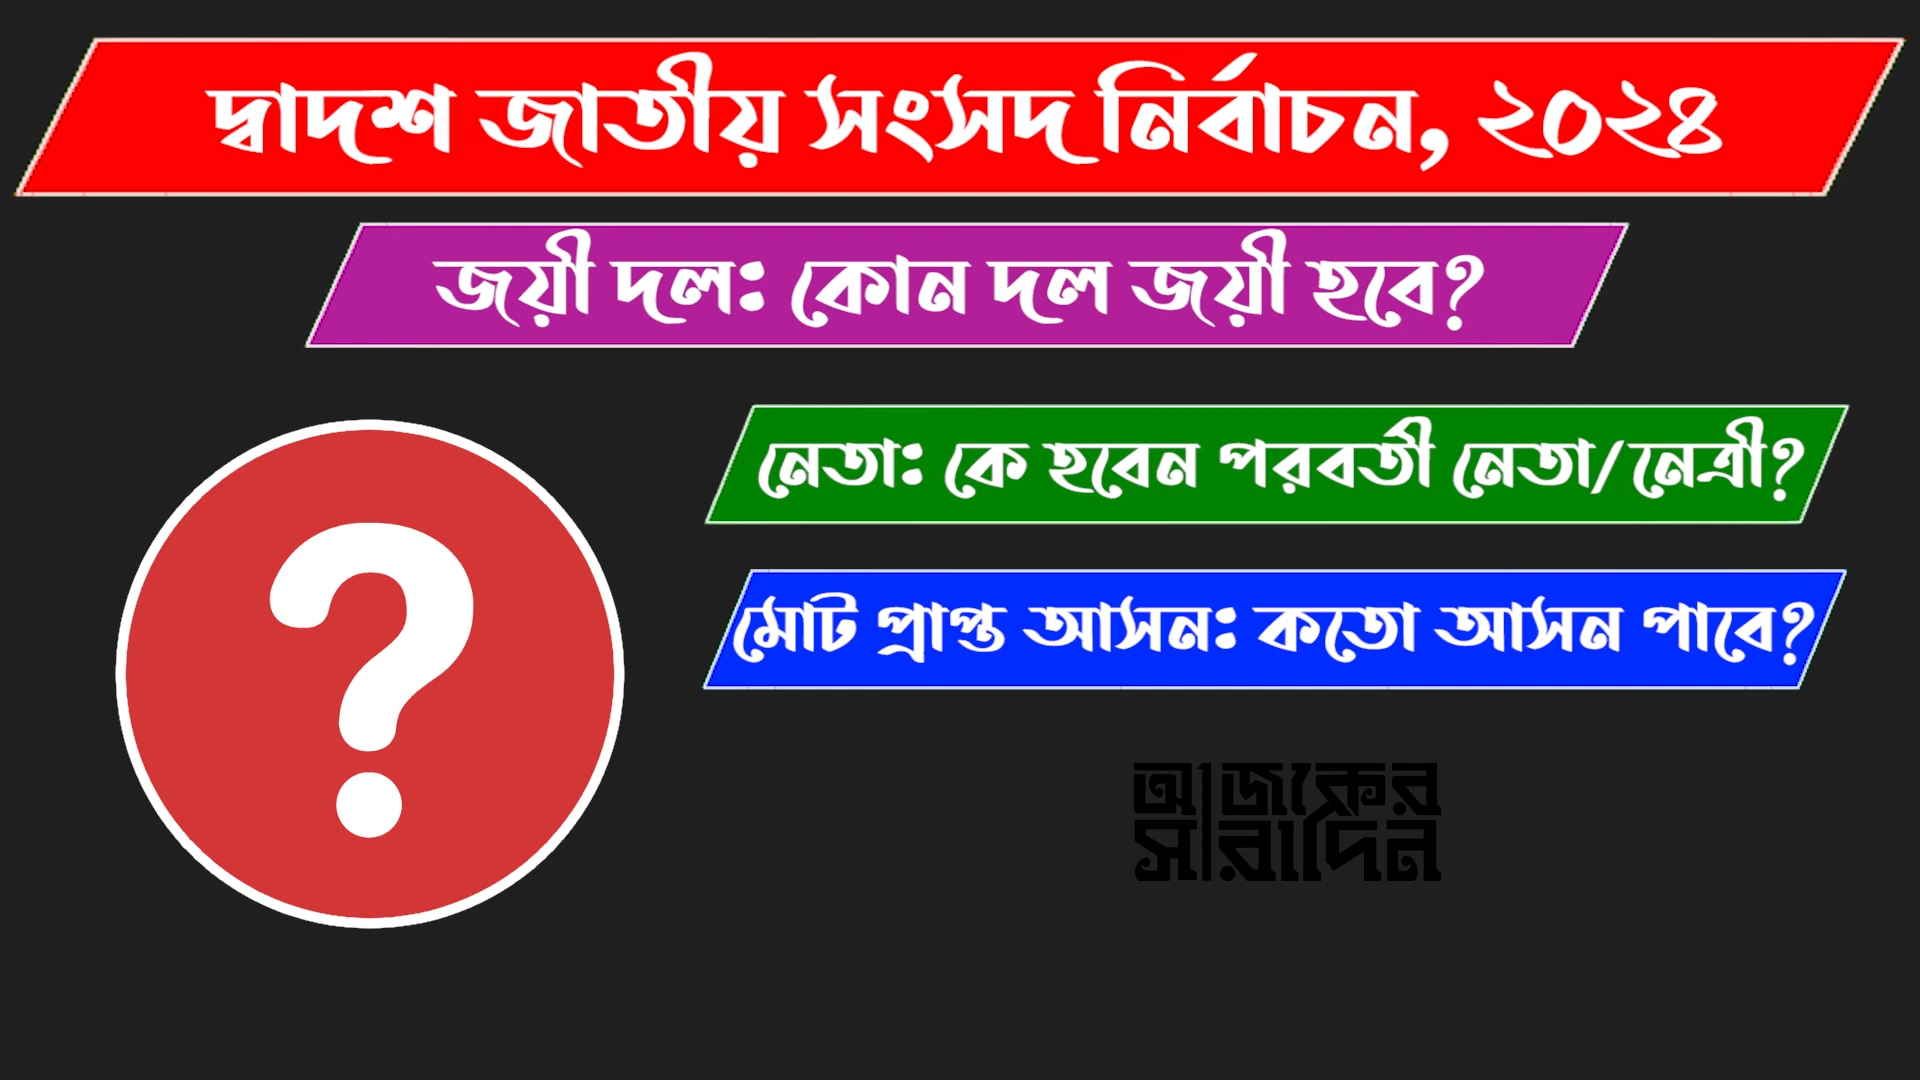 দ্বাদশ জাতীয় সংসদ নির্বাচন, ২০২৪
জয়ী দল: কোন দল জয়ী হবে?
নেতা: কে হবেন পরবর্তী নেতা/নেত্রী?
মোট প্রাপ্ত আসন: কতো আসন পাবে?
আজকের
সারাদিন